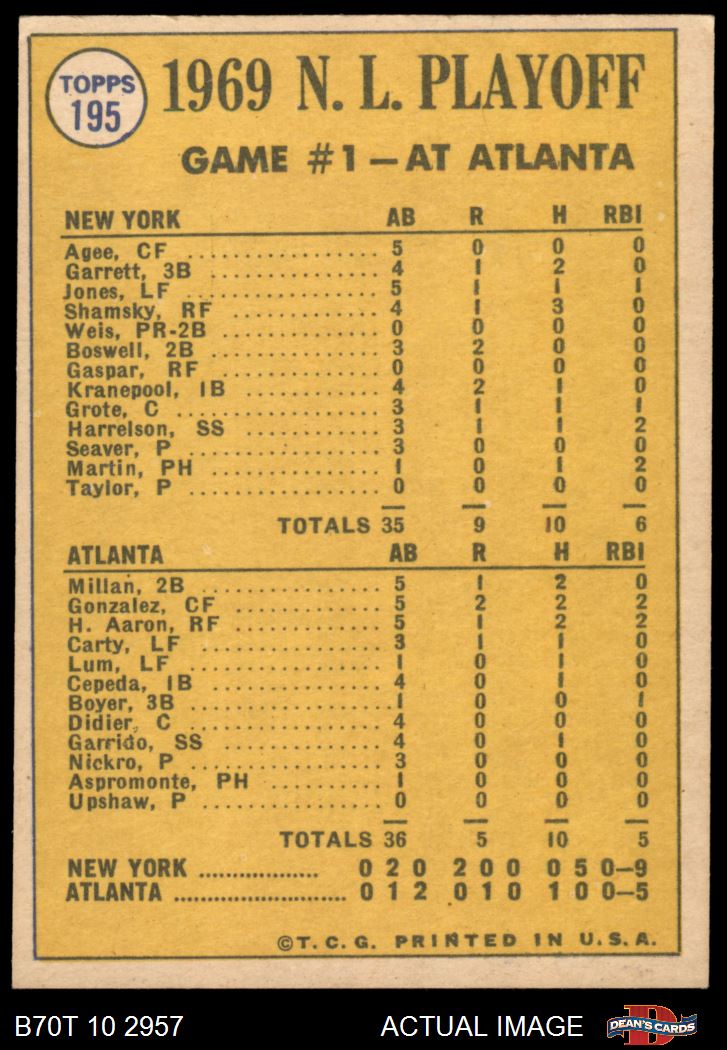 TOPPS
195
1969 N. L. PLAYOFF
GAME #1 — AT ATLANTA
NEW YORK AB R H RBI
Agee, CF .................. 5 0 0 0
Garrett, 3B ................ 4 1 2 0
Jones, LF .................. 5 1 1 1
Shamsky, RF ................ 4 1 3 0
Weis, PR-2B ............... 0 0 0 0
Boswell, 2B ................ 3 2 0 0
Gaspar, RF ................. 0 0 0 0
Kranepool, 1B ............. 4 2 1 0
Grote, C ................... 3 1 1 1
Harrelson, SS ............. 3 1 1 2
Seaver, P .................. 3 0 0 0
Martin, PH ................. 1 0 1 2
Taylor, P .................. 0 0 0 0
TOTALS 35 9 10 6
ATLANTA AB R H RBI
Millan, 2B ................. 5 1 2 0
Gonzalez, CF .............. 5 2 2 2
H. Aaron, RF .............. 5 1 2 2
Carty, LF .................. 3 1 1 0
Lum, LF .................... 1 0 1 0
Cepeda, 1B ................. 4 0 1 0
Boyer, 3B .................. 1 0 0 1
Didier, C .................. 4 0 0 0
Garrido, SS ............... 4 0 1 0
Nickro, P .................. 3 0 0 0
Aspromonte, PH .......... 1 0 0 0
Upshaw, P ................. 0 0 0 0
TOTALS 36 5 10 5
NEW YORK .................. 0 2 0 2 0 0 0 5 0—9
ATLANTA ......................... 0 1 2 0 1 0 1 0 0—5
©T.C.G. PRINTED IN U.S.A.
B70T 10 2957 ACTUAL IMAGE DEAN'S CARDS